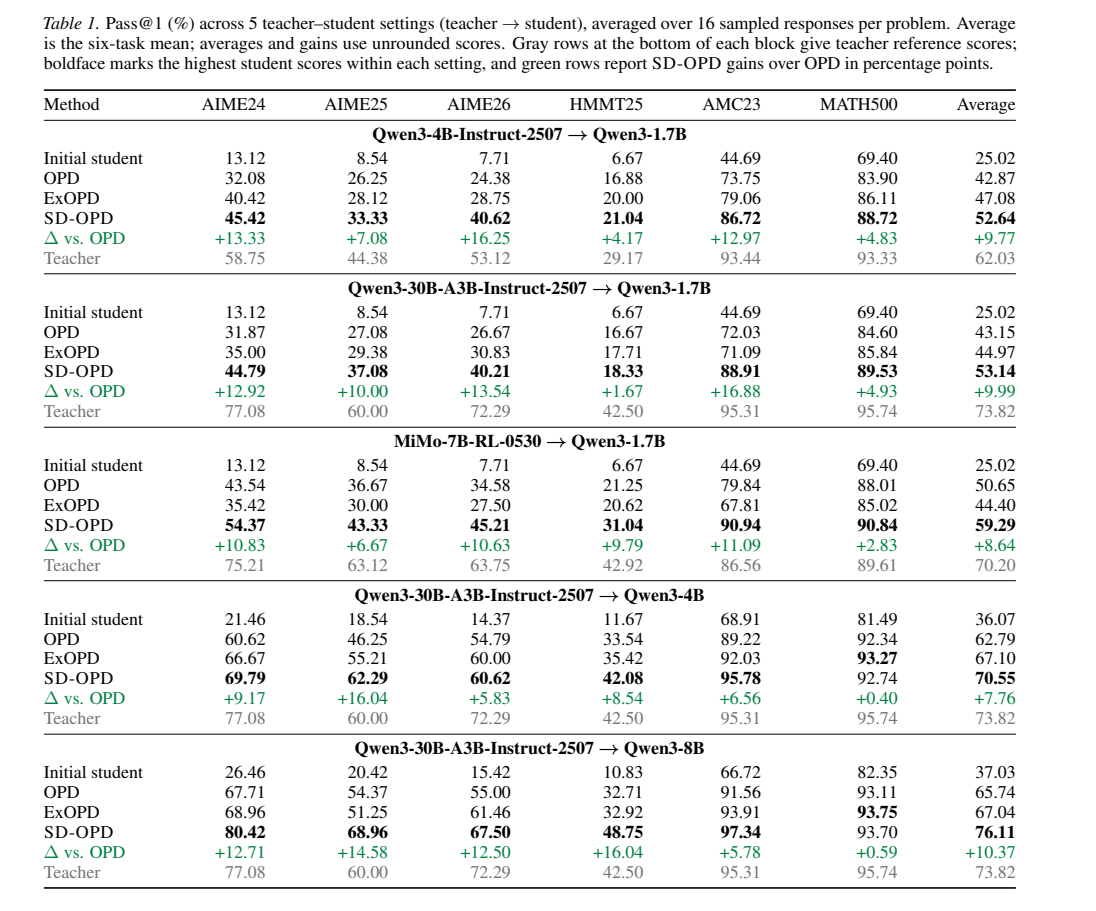 Table 1. Pass@1 (%) across 5 teacher–student settings (teacher → student), averaged over 16 sampled responses per problem. Average
is the six-task mean; averages and gains use unrounded scores. Gray rows at the bottom of each block give teacher reference scores;
boldface marks the highest student scores within each setting, and green rows report SD-OPD gains over OPD in percentage points.
Method AIME24 AIME25 AIME26 HMMT25 AMC23 MATH500 Average
Qwen3-4B-Instruct-2507 → Qwen3-1.7B
Initial student 13.12 8.54 7.71 6.67 44.69 69.40 25.02
OPD 32.08 26.25 24.38 16.88 73.75 83.90 42.87
ExOPD 40.42 28.12 28.75 20.00 79.06 86.11 47.08
SD-OPD 45.42 33.33 40.62 21.04 86.72 88.72 52.64
Δ vs. OPD +13.33 +7.08 +16.25 +4.17 +12.97 +4.83 +9.77
Teacher 58.75 44.38 53.12 29.17 93.44 93.33 62.03
Qwen3-30B-A3B-Instruct-2507 → Qwen3-1.7B
Initial student 13.12 8.54 7.71 6.67 44.69 69.40 25.02
OPD 31.87 27.08 26.67 16.67 72.03 84.60 43.15
ExOPD 35.00 29.38 30.83 17.71 71.09 85.84 44.97
SD-OPD 44.79 37.08 40.21 18.33 88.91 89.53 53.14
Δ vs. OPD +12.92 +10.00 +13.54 +1.67 +16.88 +4.93 +9.99
Teacher 77.08 60.00 72.29 42.50 95.31 95.74 73.82
MiMo-7B-RL-0530 → Qwen3-1.7B
Initial student 13.12 8.54 7.71 6.67 44.69 69.40 25.02
OPD 43.54 36.67 34.58 21.25 79.84 88.01 50.65
ExOPD 35.42 30.00 27.50 20.62 67.81 85.02 44.40
SD-OPD 54.37 43.33 45.21 31.04 90.94 90.84 59.29
Δ vs. OPD +10.83 +6.67 +10.63 +9.79 +11.09 +2.83 +8.64
Teacher 75.21 63.12 63.75 42.92 86.56 89.61 70.20
Qwen3-30B-A3B-Instruct-2507 → Qwen3-4B
Initial student 21.46 18.54 14.37 11.67 68.91 81.49 36.07
OPD 60.62 46.25 54.79 33.54 89.22 92.34 62.79
ExOPD 66.67 55.21 60.00 35.42 92.03 93.27 67.10
SD-OPD 69.79 62.29 60.62 42.08 95.78 92.74 70.55
Δ vs. OPD +9.17 +16.04 +5.83 +8.54 +6.56 +0.40 +7.76
Teacher 77.08 60.00 72.29 42.50 95.31 95.74 73.82
Qwen3-30B-A3B-Instruct-2507 → Qwen3-8B
Initial student 26.46 20.42 15.42 10.83 66.72 82.35 37.03
OPD 67.71 54.37 55.00 32.71 91.56 93.11 65.74
ExOPD 68.96 51.25 61.46 32.92 93.91 93.75 67.04
SD-OPD 80.42 68.96 67.50 48.75 97.34 93.70 76.11
Δ vs. OPD +12.71 +14.58 +12.50 +16.04 +5.78 +0.59 +10.37
Teacher 77.08 60.00 72.29 42.50 95.31 95.74 73.82